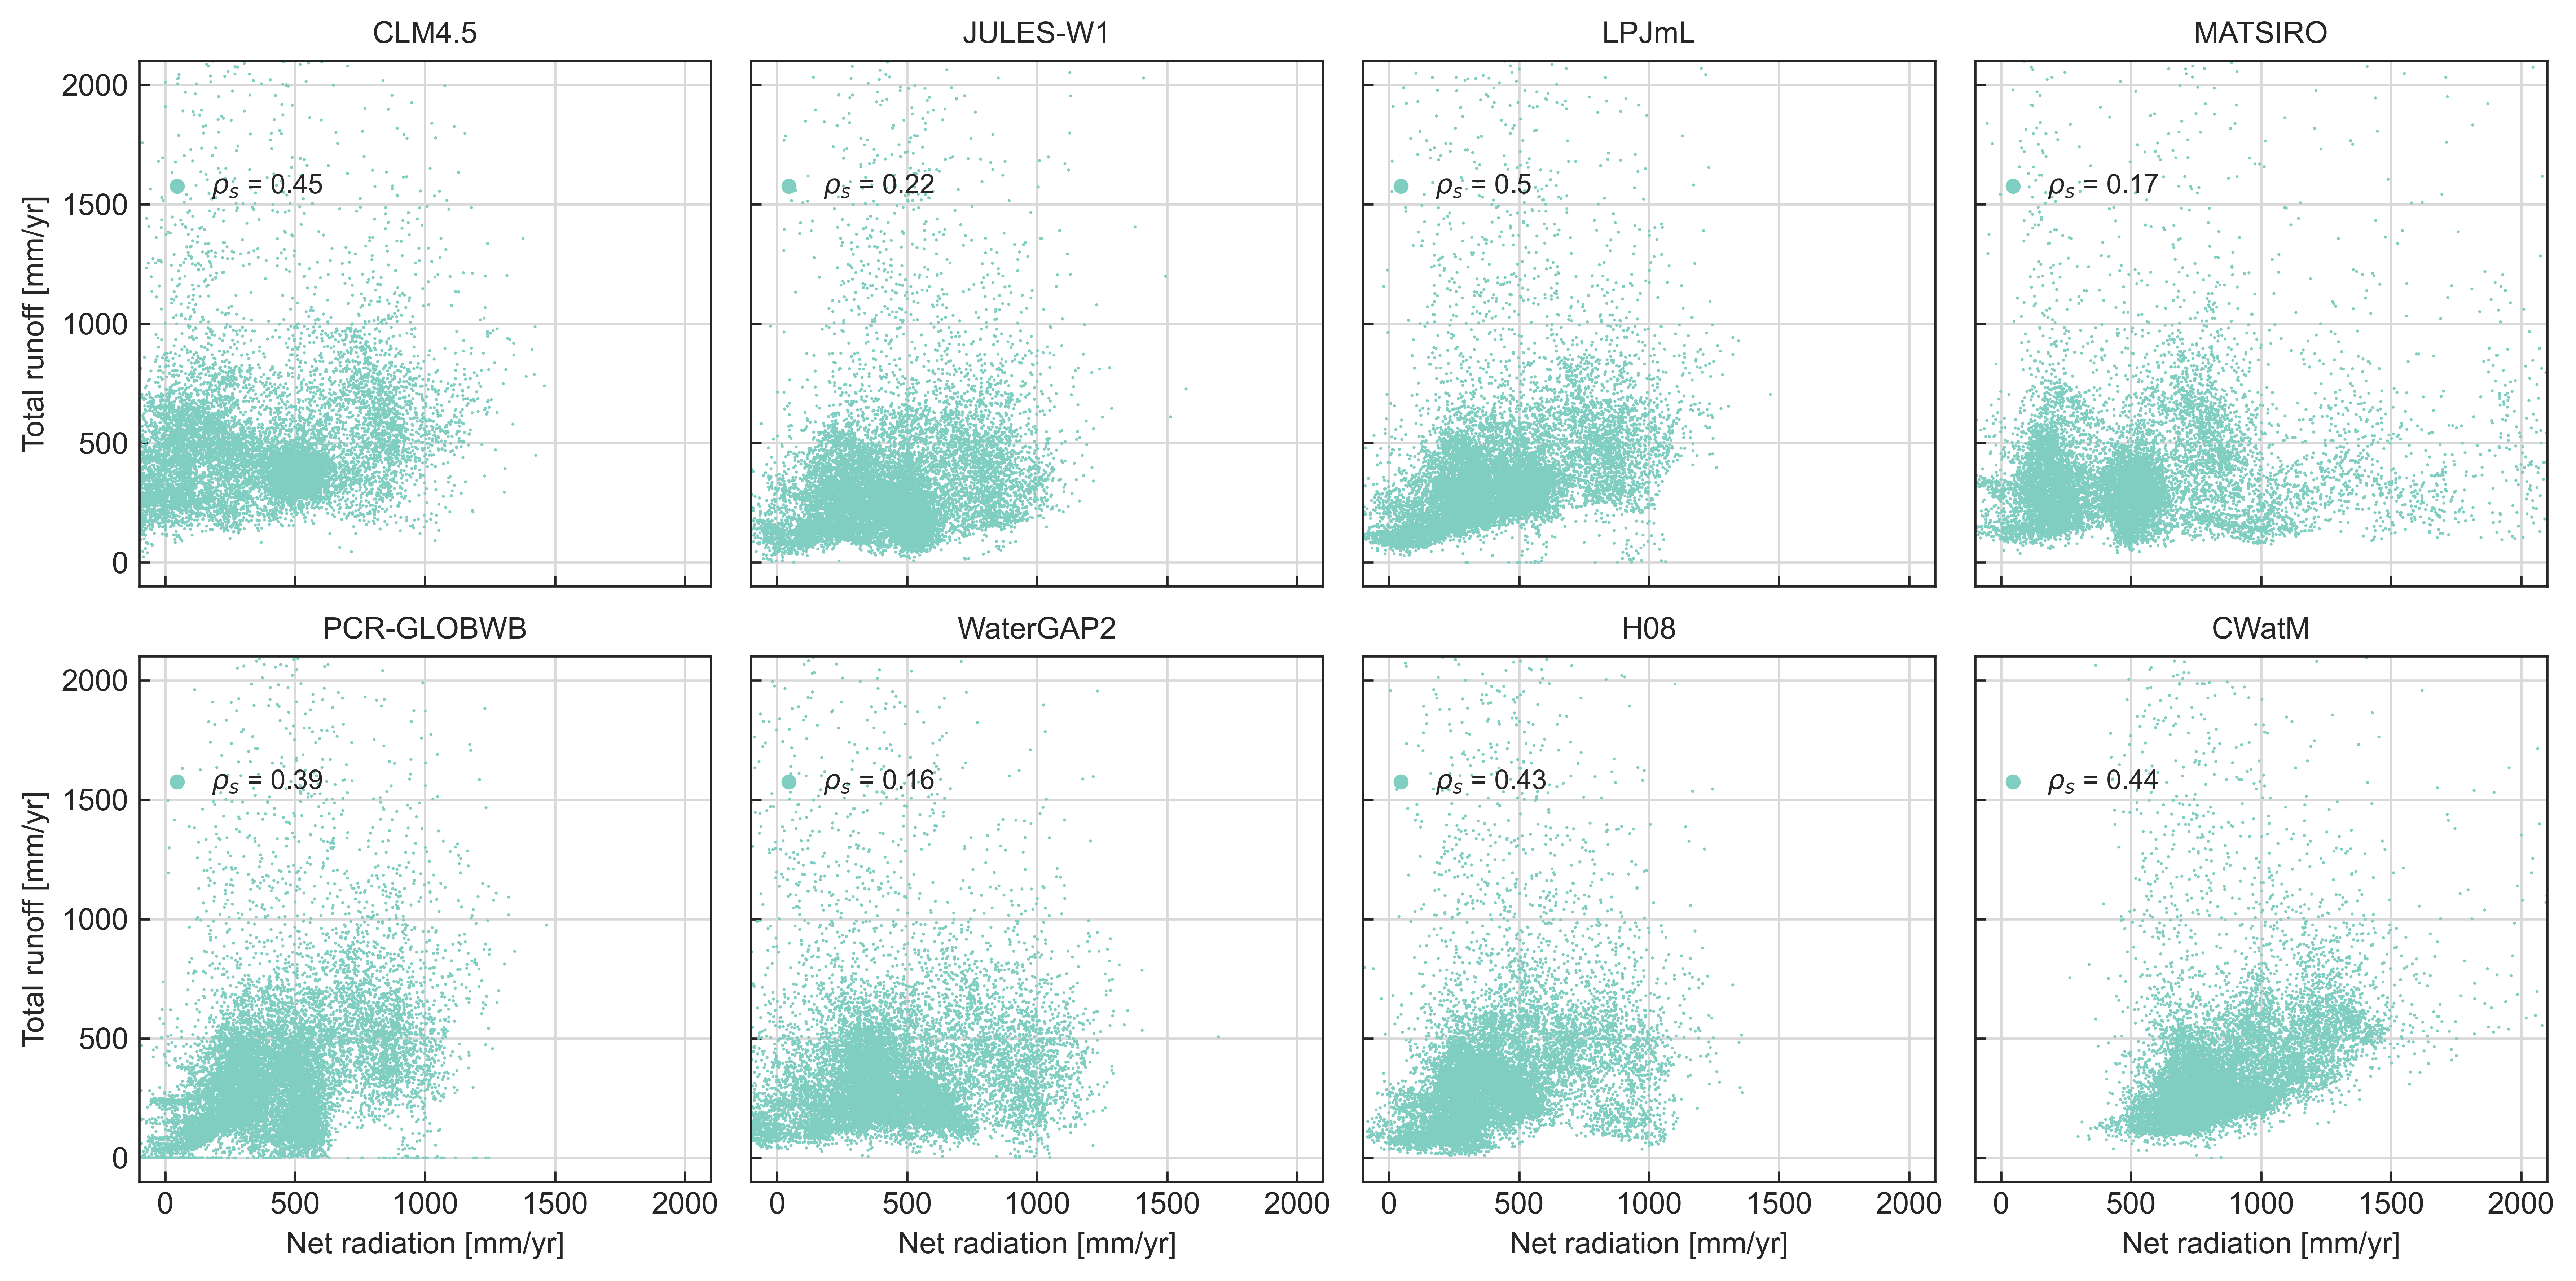 CLM4.5
JULES-W1
LPJmL
MATSIRO
2000
1500
1000
500
0
Total runoff [mm/yr]
ρs = 0.45
ρs = 0.22
ρs = 0.5
ρs = 0.17
PCR-GLOBWB
WaterGAP2
H08
CWatM
2000
1500
1000
500
0
Total runoff [mm/yr]
ρs = 0.39
ρs = 0.16
ρs = 0.43
ρs = 0.44
0 500 1000 1500 2000
0 500 1000 1500 2000
0 500 1000 1500 2000
0 500 1000 1500 2000
Net radiation [mm/yr]
Net radiation [mm/yr]
Net radiation [mm/yr]
Net radiation [mm/yr]